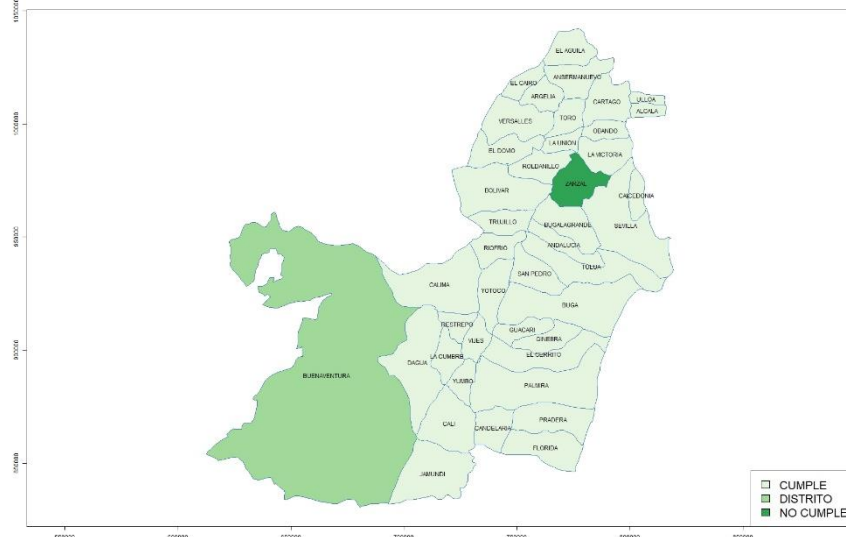 EL AGUILA
ANSERMANUEVO
EL CAIRO
ARGELIA
CARTAGO
ULLOA
ALCALA
VERSALLES
TORO
OBANDO
LA UNION
EL DOVIO
LA VICTORIA
ROLDANILLO
ZARZAL
BOLIVAR
CAICEDONIA
TRUJILLO
BUGALAGRANDE
SEVILLA
ANDALUCIA
RIOFRIO
TULUA
SAN PEDRO
CALIMA
YOTOCO
BUGA
RESTREPO
GUACARI
VIJES
GINEBRA
LA CUMBRE
EL CERRITO
DAGUA
BUENAVENTURA
YUMBO
PALMIRA
CALI
CANDELARIA
PRADERA
FLORIDA
JAMUNDI
CUMPLE
DISTRITO
NO CUMPLE